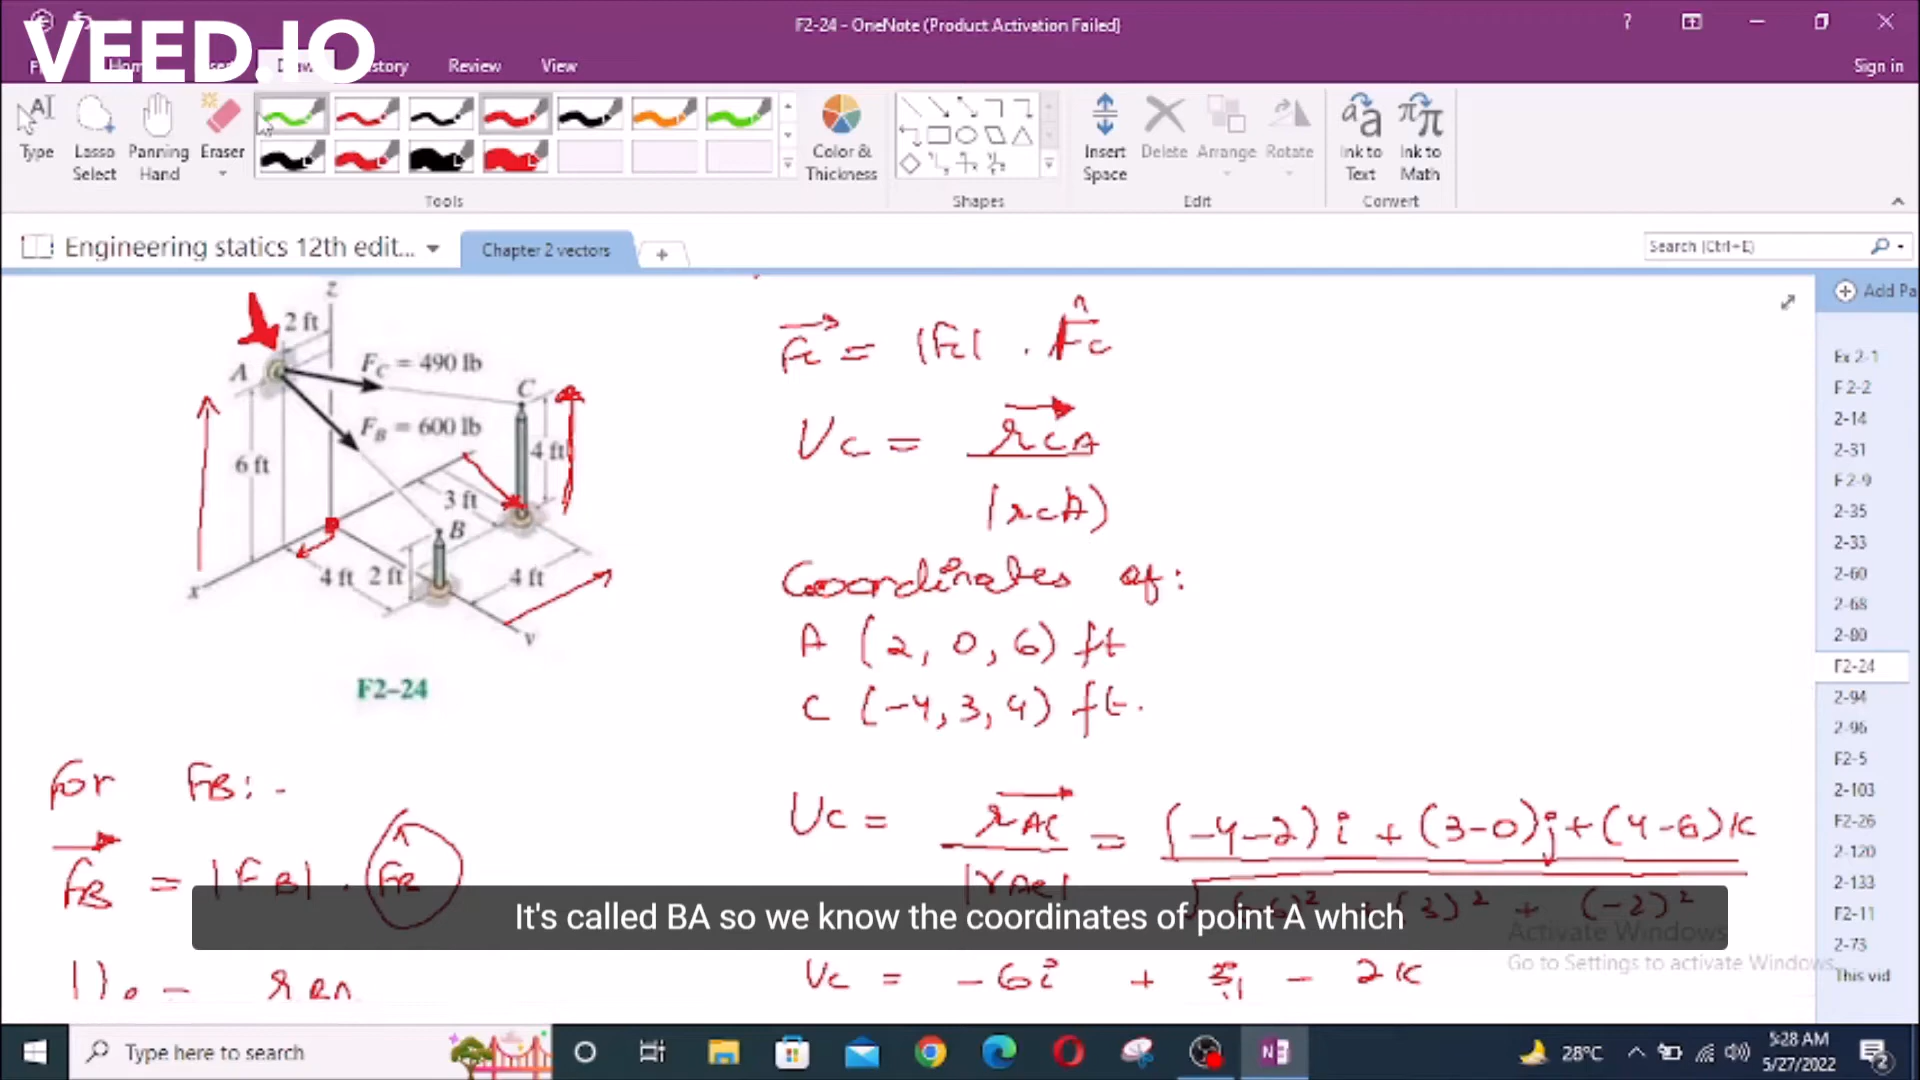 VEED.IO
F2-24 - OneNote (Product Activation Failed)
?
Review
View
Sign in
Type
Lasso Select
Panning Hand
Eraser
Color & Thickness
Insert Space
Delete
Arrange
Rotate
Ink to Text
Ink to Math
Tools
Shapes
Edit
Convert
Engineering statics 12th edit...
Chapter 2 vectors
Search (Ctrl+E)
Add Pa
Ex 2-1
F 2-2
2-14
2-31
F 2-9
2-35
2-33
2-60
2-68
2-80
F2-24
2-94
2-96
F2-5
2-103
F2-26
2-120
2-133
F2-11
2-73
This vid
z
2 ft
A
FC = 490 lb
C
FB = 600 lb
4 ft
6 ft
3 ft
B
4 ft 2 ft
4 ft
x
y
F2–24
For FB: -
FB = |FB| . FB
Fc = |Fc| . Fc
Uc = rCA
|rCA|
Coordinates of:
A (2, 0, 6) ft
C (-4, 3, 4) ft.
Uc = rAC = (-4-2)i + (3-0)j + (4-6)k
|rAC| (-6)² + (3)² + (-2)²
Uc = -6i + 3j - 2k
It's called BA so we know the coordinates of point A which
Activate Windows
Go to Settings to activate Windows.
Type here to search
28°C
5:28 AM
5/27/2022
2